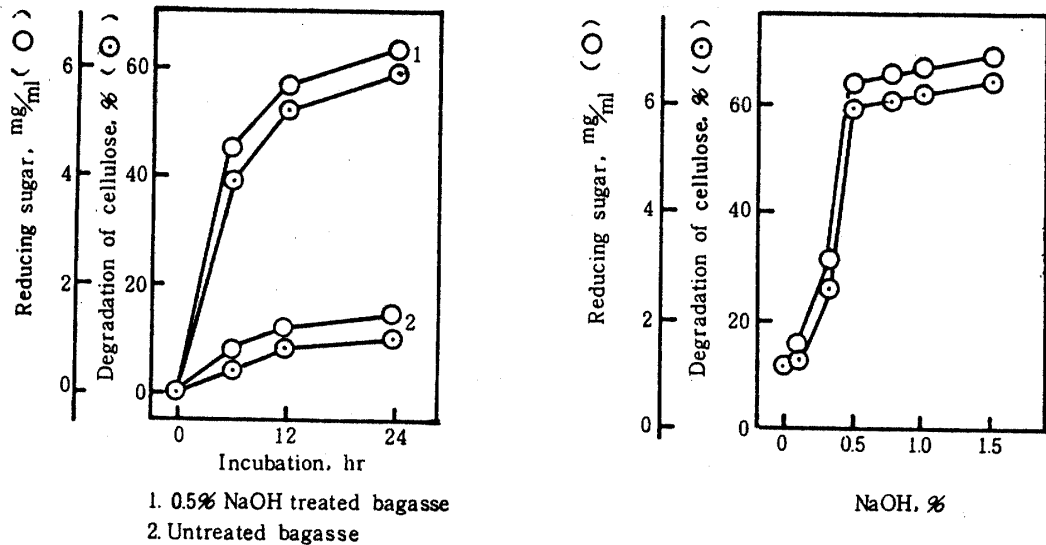 Reducing sugar, mg/ml (○)
6
4
2
0
Degradation of cellulose, % (⊙)
60
40
20
0
1
2
0 12 24
Incubation, hr
1. 0.5% NaOH treated bagasse
2. Untreated bagasse
Reducing sugar, mg/ml (○)
6
4
2
0
Degradation of cellulose, % (⊙)
60
40
20
0
0 0.5 1.0 1.5
NaOH, %